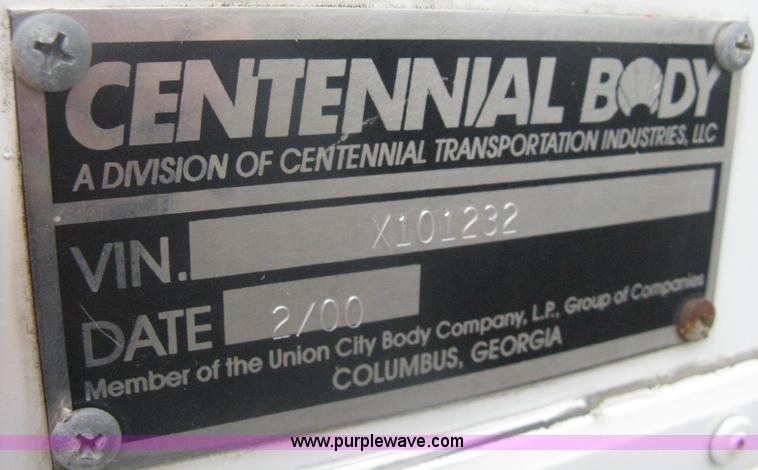 CENTENNIAL BODY
A DIVISION OF CENTENNIAL TRANSPORTATION INDUSTRIES, LLC
VIN. X101232
DATE 2/00
Member of the Union City Body Company, L.P., Group of Companies
COLUMBUS, GEORGIA
www.purplewave.com